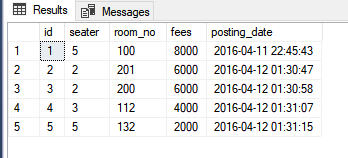 Results Messages
id seater room_no fees posting_date
1 1 5 100 8000 2016-04-11 22:45:43
2 2 2 201 6000 2016-04-12 01:30:47
3 3 2 200 6000 2016-04-12 01:30:58
4 4 3 112 4000 2016-04-12 01:31:07
5 5 5 132 2000 2016-04-12 01:31:15